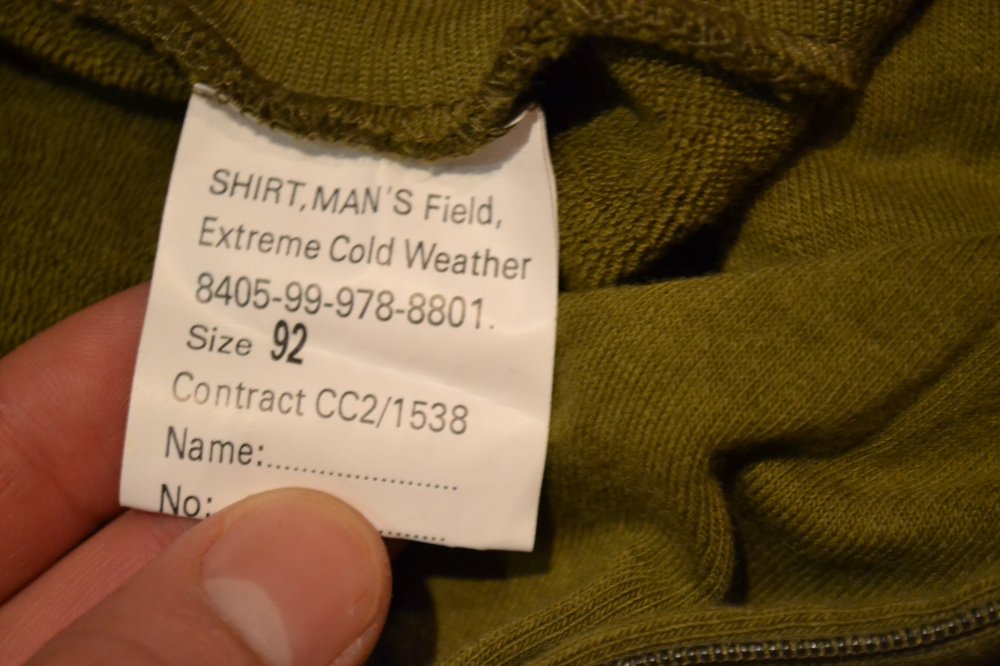 SHIRT,MAN'S Field,
Extreme Cold Weather
8405-99-978-8801.
Size 92
Contract CC2/1538
Name:......................
No:.......